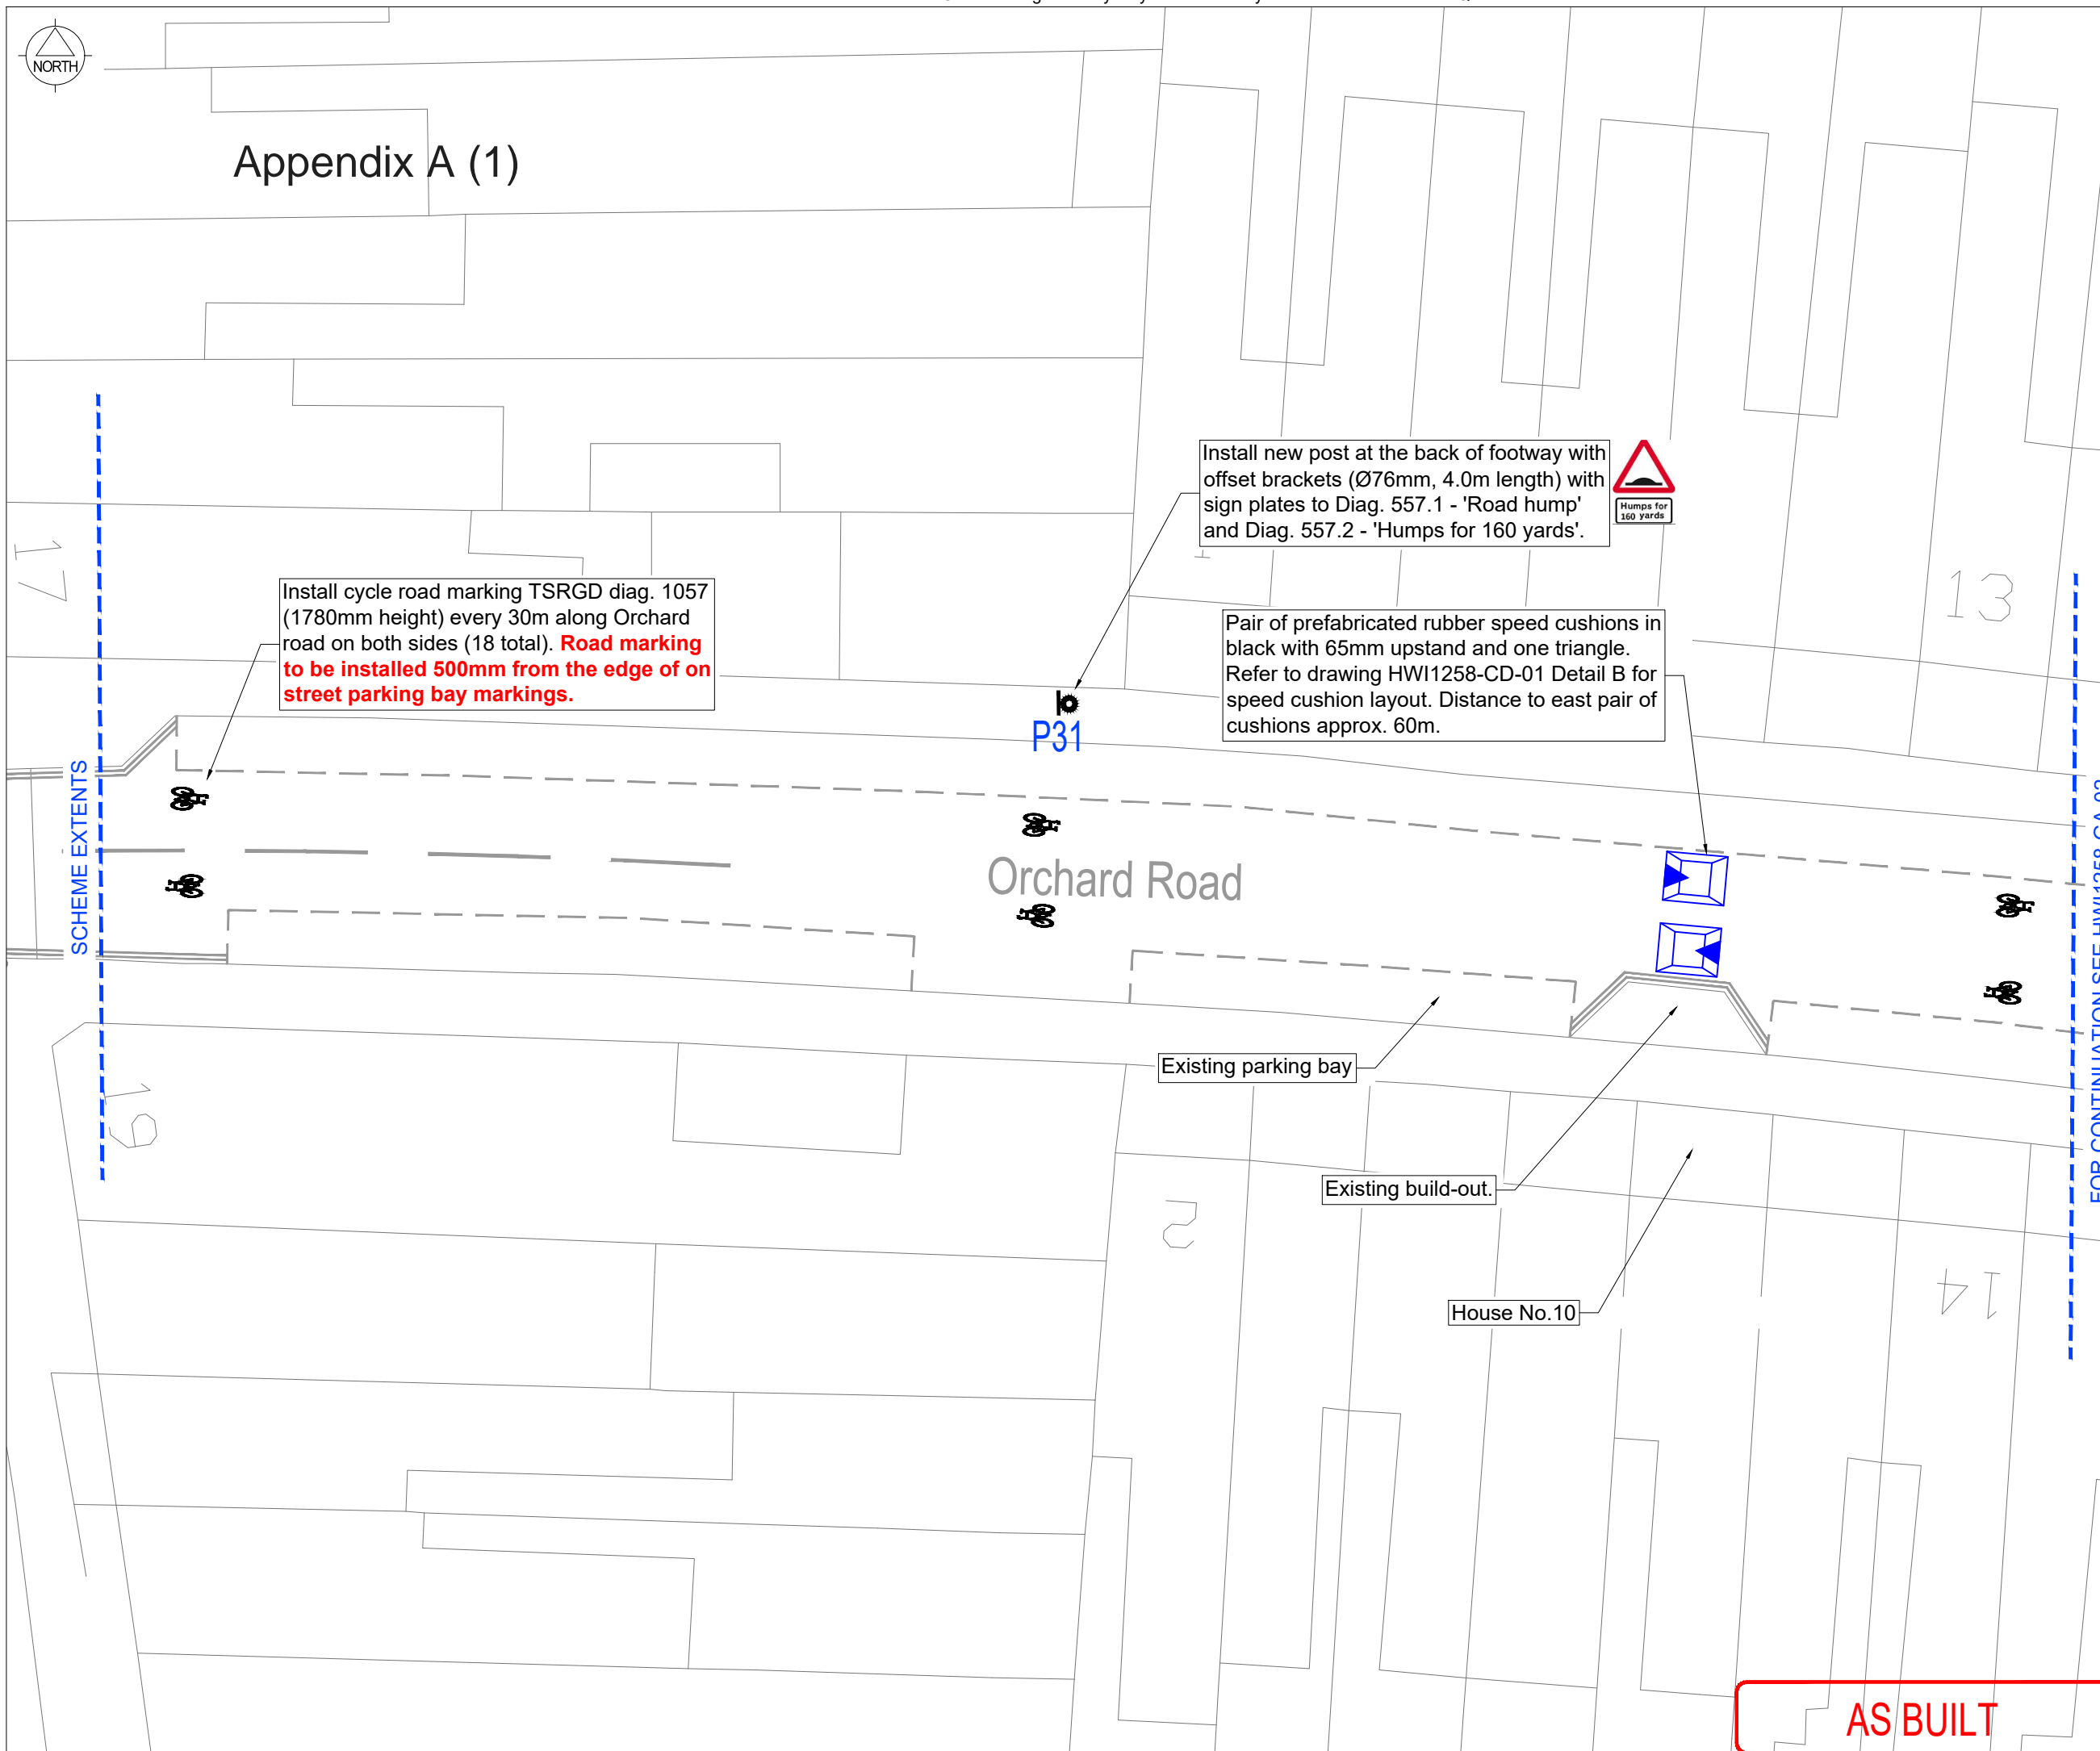 NORTH
Appendix A (1)
Install new post at the back of footway with
offset brackets (Ø76mm, 4.0m length) with
sign plates to Diag. 557.1 - 'Road hump'
and Diag. 557.2 - 'Humps for 160 yards'.
Humps for
160 yards
17
13
Install cycle road marking TSRGD diag. 1057
(1780mm height) every 30m along Orchard
road on both sides (18 total). Road marking
to be installed 500mm from the edge of on
street parking bay markings.
Pair of prefabricated rubber speed cushions in
black with 65mm upstand and one triangle.
Refer to drawing HWI1258-CD-01 Detail B for
speed cushion layout. Distance to east pair of
cushions approx. 60m.
P31
SCHEME EXTENTS
Orchard Road
FOR CONTINUATION SEE
Existing parking bay
16
Existing build-out.
2
House No.10
14
AS BUILT